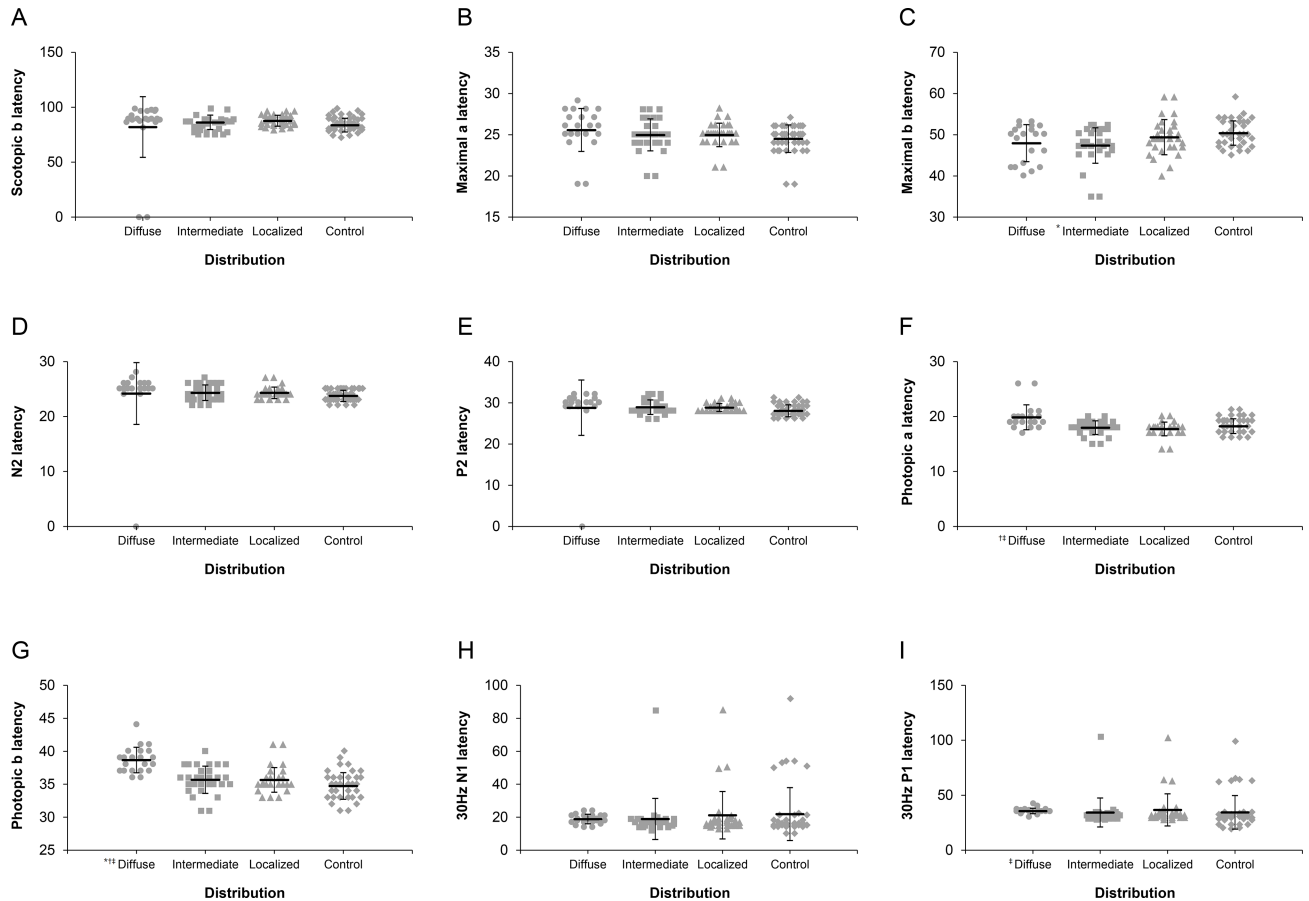 A
Scotopic b latency
150
100
50
0
Diffuse Intermediate Localized Control
Distribution
B
Maximal a latency
35
30
25
20
15
Diffuse Intermediate Localized Control
Distribution
C
Maximal b latency
70
60
50
40
30
Diffuse * Intermediate Localized Control
Distribution
D
N2 latency
30
20
10
0
Diffuse Intermediate Localized Control
Distribution
E
P2 latency
40
30
20
10
0
Diffuse Intermediate Localized Control
Distribution
F
Photopic a latency
30
20
10
0
†‡ Diffuse Intermediate Localized Control
Distribution
G
Photopic b latency
50
45
40
35
30
25
*†‡ Diffuse Intermediate Localized Control
Distribution
H
30Hz N1 latency
100
80
60
40
20
0
Diffuse Intermediate Localized Control
Distribution
I
30Hz P1 latency
150
100
50
0
‡ Diffuse Intermediate Localized Control
Distribution